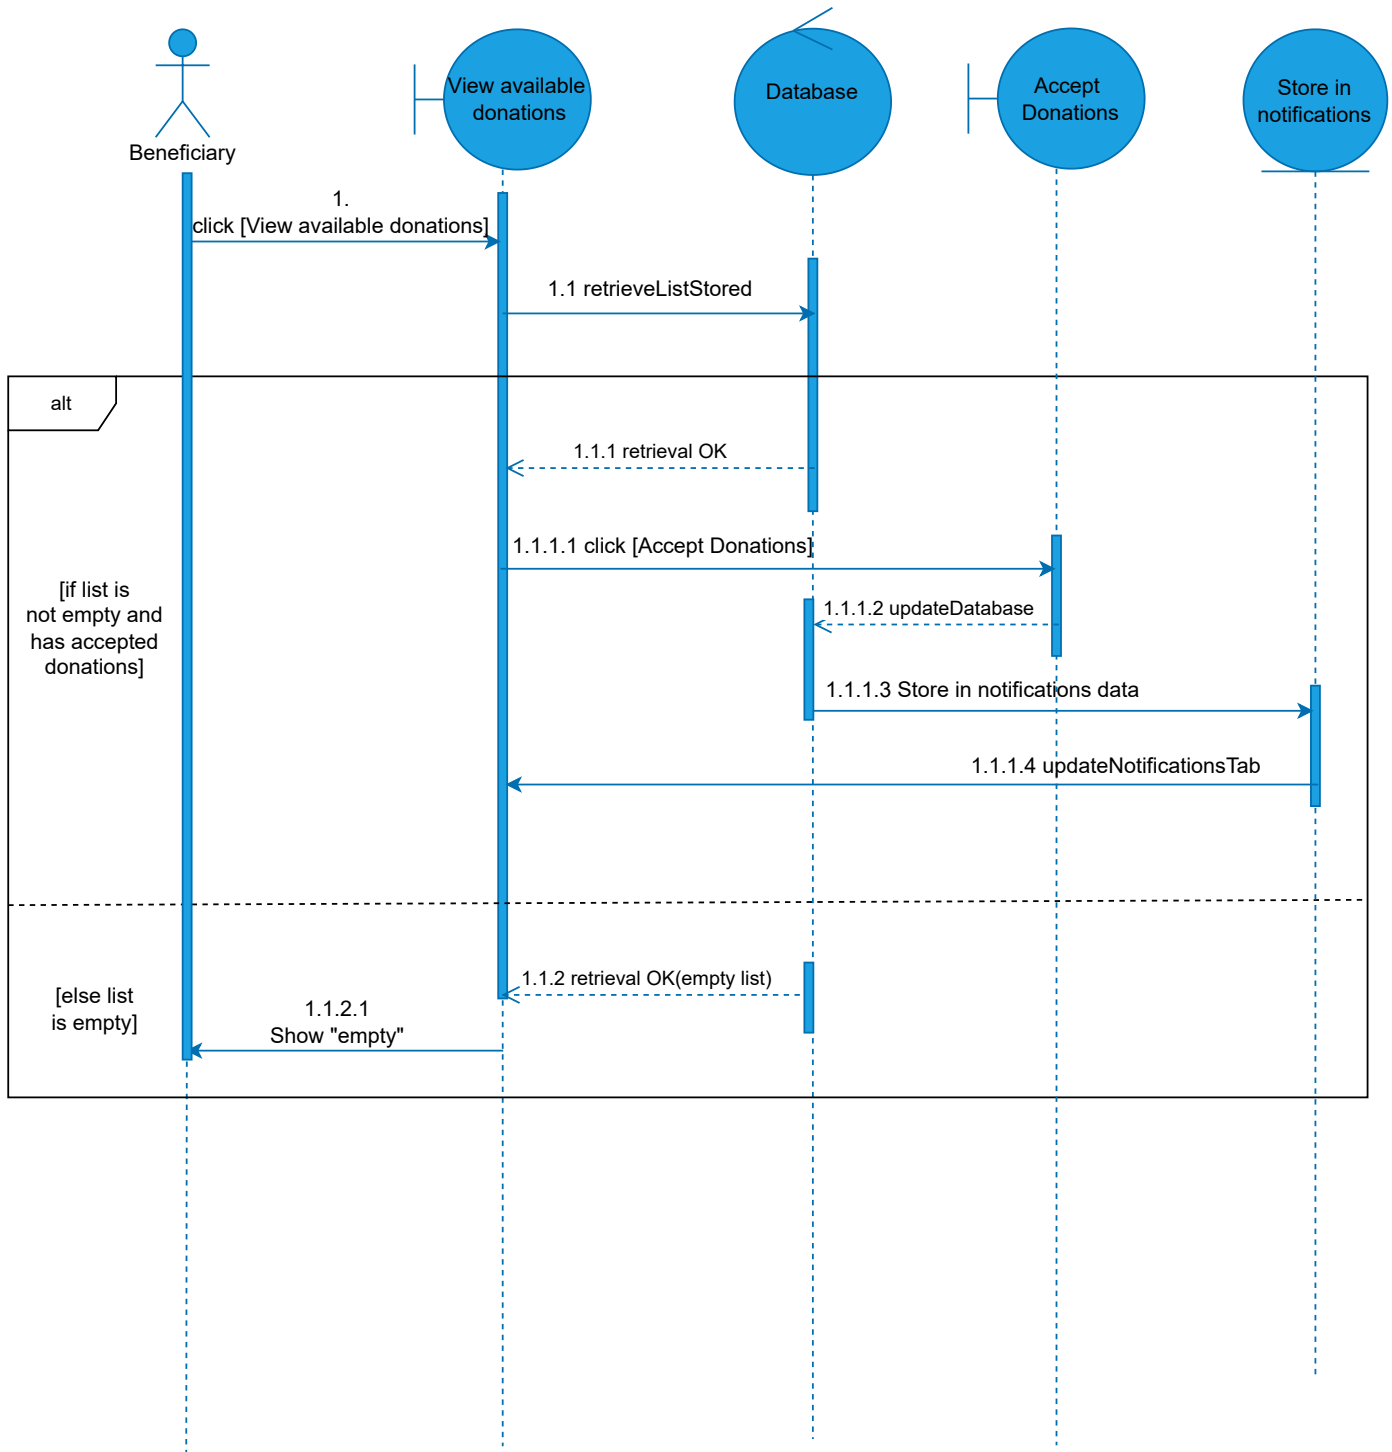 View available
donations
Database
Accept
Donations
Store in
notifications
Beneficiary
1.
click [View available donations]
1.1 retrieveListStored
alt
1.1.1 retrieval OK
1.1.1.1 click [Accept Donations]
[if list is
not empty and
has accepted
donations]
1.1.1.2 updateDatabase
1.1.1.3 Store in notifications data
1.1.1.4 updateNotificationsTab
1.1.2 retrieval OK(empty list)
[else list
is empty]
1.1.2.1
Show "empty"